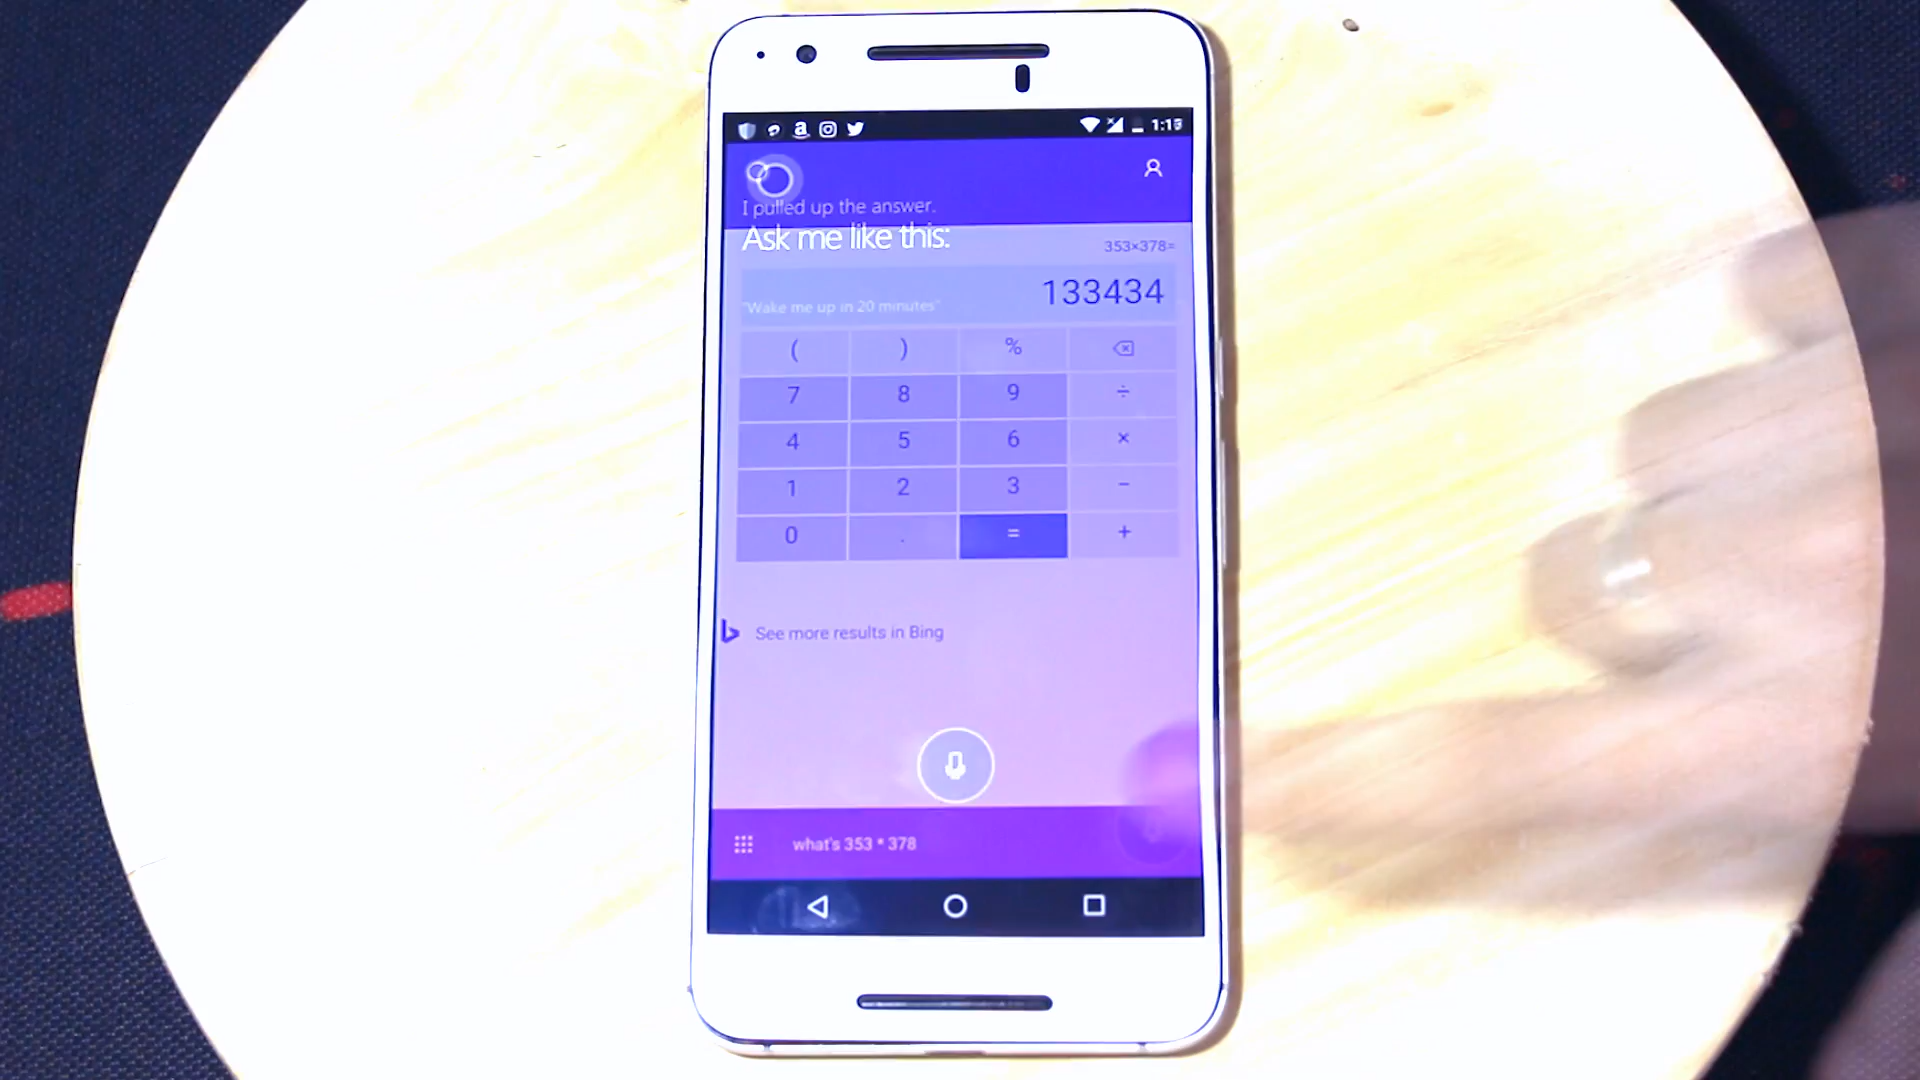 1:15
I pulled up the answer.
Ask me like this:
353×378=
"Wake me up in 20 minutes"
133434
( ) %
7 8 9 ÷
4 5 6 ×
1 2 3 −
0 . = +
See more results in Bing
what's 353 * 378